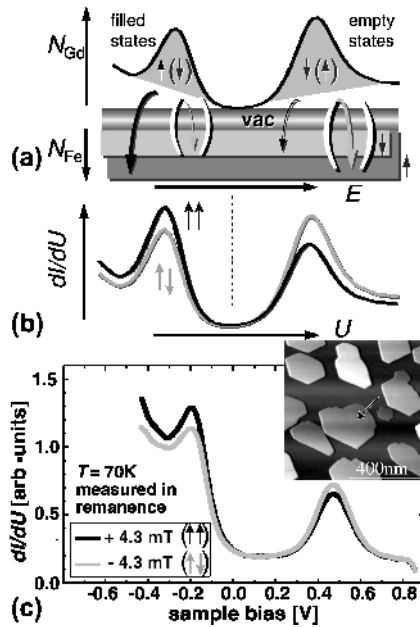 filled states
empty states
N_Gd
↑(↓)
↓(↑)
vac
N_Fe
↓
↑
(a)
E
dI/dU
↑↑
↑↓
(b)
U
dI/dU [arb -units]
1.5
1.0
0.5
0.0
T = 70K
measured in
remanence
+ 4.3 mT (↑↑)
- 4.3 mT (↑↓)
400nm
-0.6 -0.4 -0.2 0.0 0.2 0.4 0.6 0.8
(c)
sample bias [V]